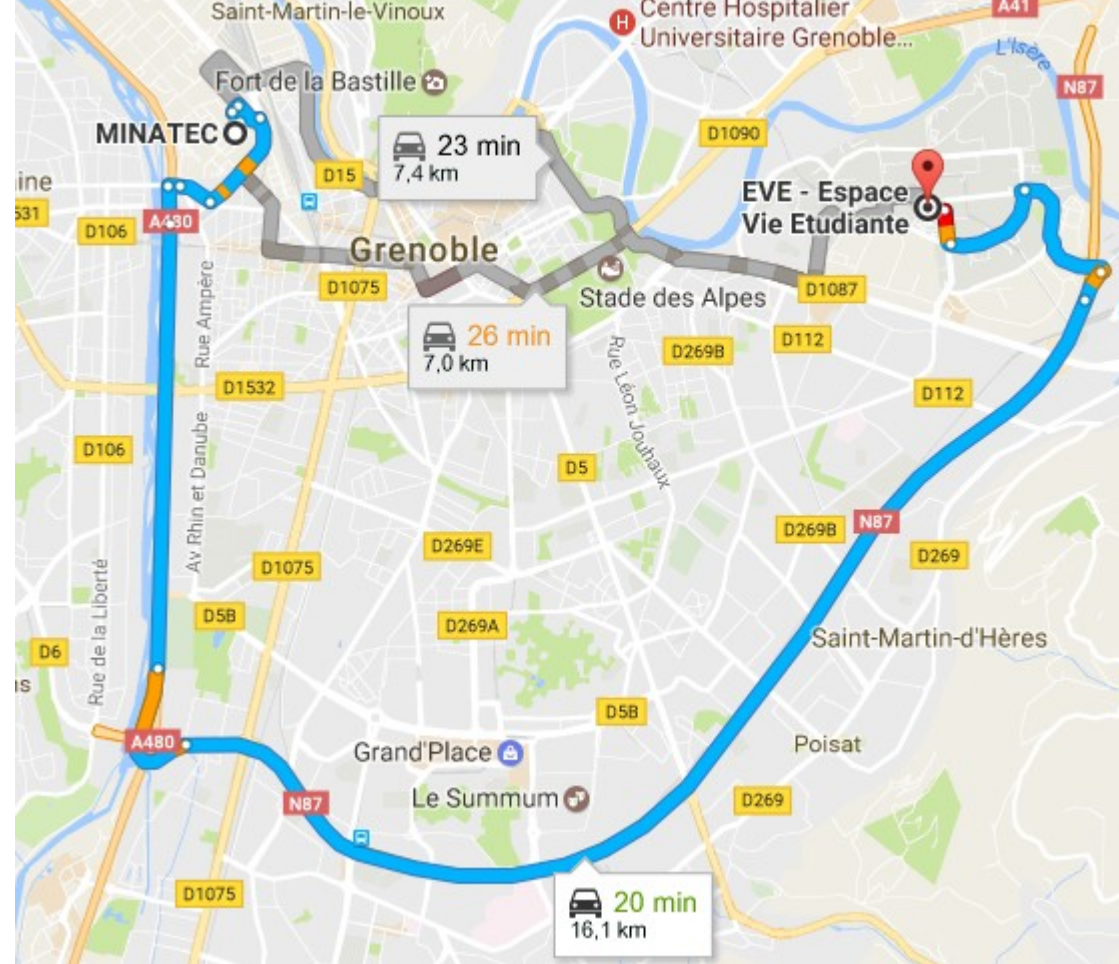 Saint-Martin-le-Vinoux
Centre Hospitalier
Universitaire Grenoble...
H
A41
L'Isère
N87
Fort de la Bastille
MINATEC
D1090
23 min
7,4 km
D15
EVE - Espace
Vie Etudiante
ine
531
D106
A480
Grenoble
D1075
Stade des Alpes
D1087
Rue Ampère
26 min
7,0 km
D112
D269B
Rue Léon Jouhaux
D1532
D112
D106
Av Rhin et Danube
D5
N87
D269B
D269
D269E
D1075
Rue de la Liberté
D5B
D269A
Saint-Martin-d'Hères
D6
ns
D5B
A480
Grand'Place
Poisat
N87
Le Summum
D269
D1075
20 min
16,1 km